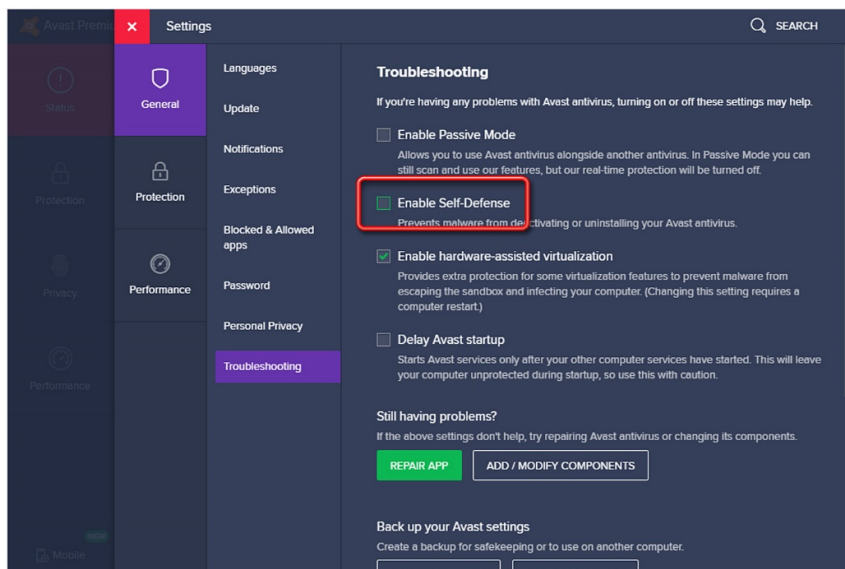 Avast Premiu
Settings
SEARCH
Status
Protection
Privacy
Performance
NEW
Mobile
General
Protection
Performance
Languages
Update
Notifications
Exceptions
Blocked & Allowed
apps
Password
Personal Privacy
Troubleshooting
Troubleshooting
If you're having any problems with Avast antivirus, turning on or off these settings may help.
Enable Passive Mode
Allows you to use Avast antivirus alongside another antivirus. In Passive Mode you can
still scan and use our features, but our real-time protection will be turned off.
Enable Self-Defense
Prevents malware from deactivating or uninstalling your Avast antivirus.
Enable hardware-assisted virtualization
Provides extra protection for some virtualization features to prevent malware from
escaping the sandbox and infecting your computer. (Changing this setting requires a
computer restart.)
Delay Avast startup
Starts Avast services only after your other computer services have started. This will leave
your computer unprotected during startup, so use this with caution.
Still having problems?
If the above settings don't help, try repairing Avast antivirus or changing its components.
REPAIR APP
ADD / MODIFY COMPONENTS
Back up your Avast settings
Create a backup for safekeeping or to use on another computer.